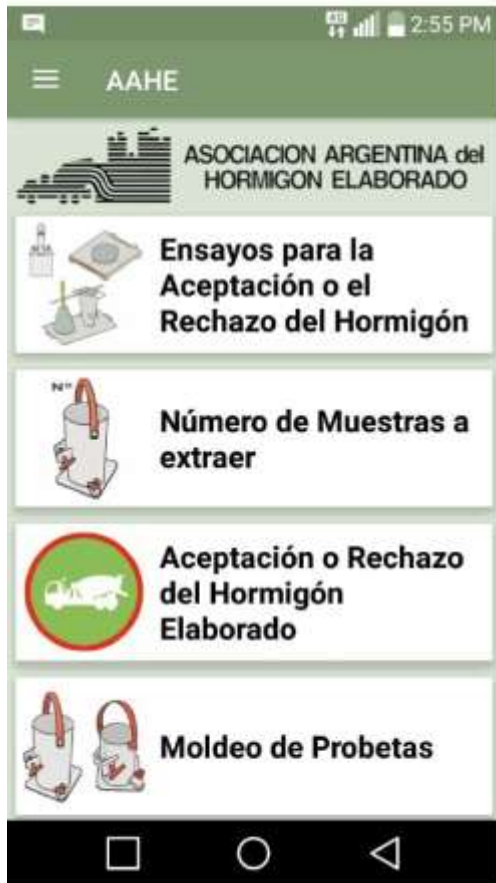 2:55 PM
AAHE
ASOCIACION ARGENTINA del
HORMIGON ELABORADO
Ensayos para la
Aceptación o el
Rechazo del Hormigón
N°
Número de Muestras a
extraer
Aceptación o Rechazo
del Hormigón
Elaborado
Moldeo de Probetas